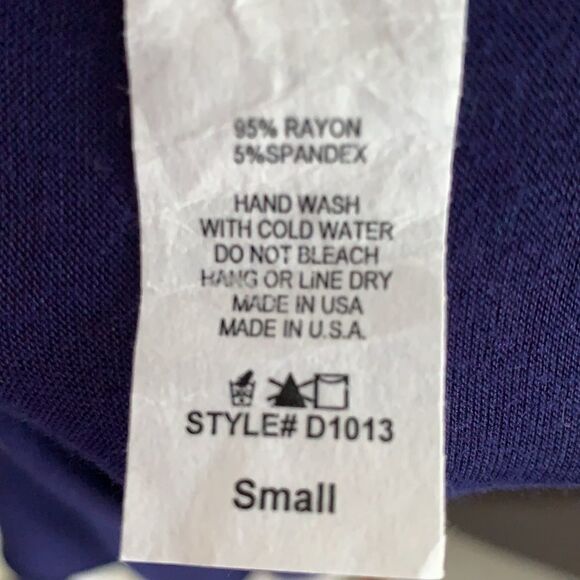 95% RAYON
5%SPANDEX
HAND WASH
WITH COLD WATER
DO NOT BLEACH
HANG OR LINE DRY
MADE IN USA
MADE IN U.S.A.
STYLE# D1013
Small